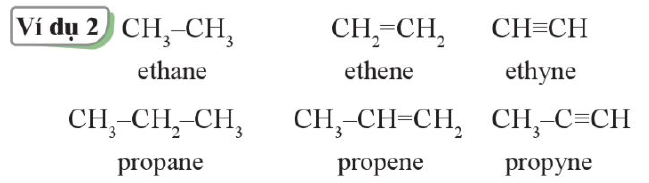 Ví dụ 2 CH₃–CH₃ CH₂=CH₂ CH≡CH
ethane ethene ethyne
CH₃–CH₂–CH₃ CH₃–CH=CH₂ CH₃–C≡CH
propane propene propyne